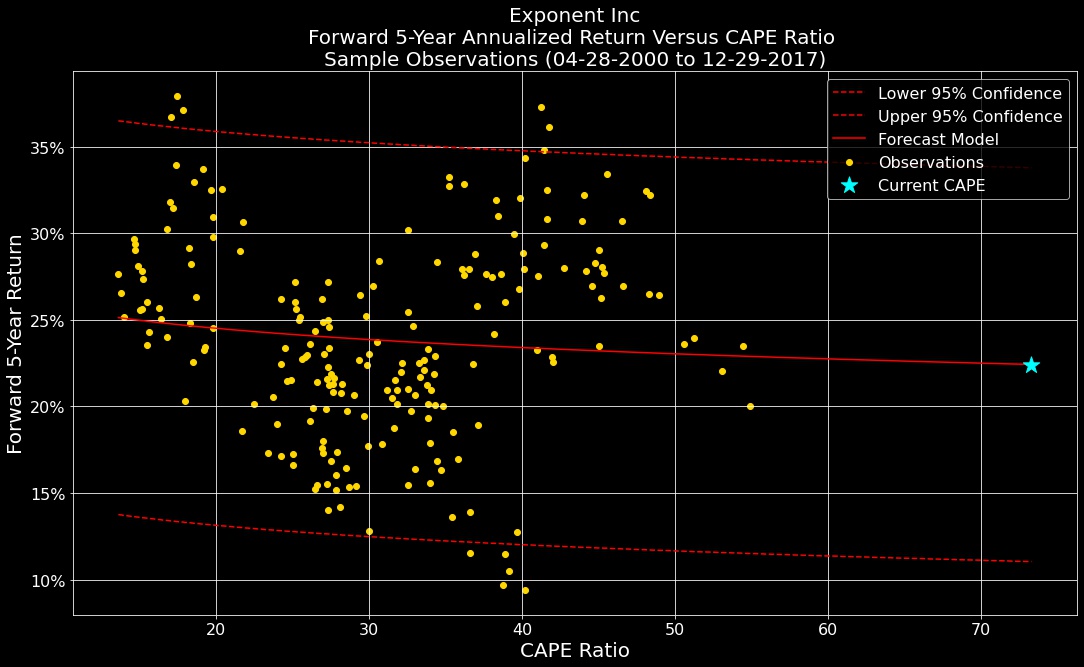 Exponent Inc
Forward 5-Year Annualized Return Versus CAPE Ratio
Sample Observations (04-28-2000 to 12-29-2017)
Lower 95% Confidence
Upper 95% Confidence
Forecast Model
Observations
Current CAPE
Forward 5-Year Return
35%
30%
25%
20%
15%
10%
20 30 40 50 60 70
CAPE Ratio